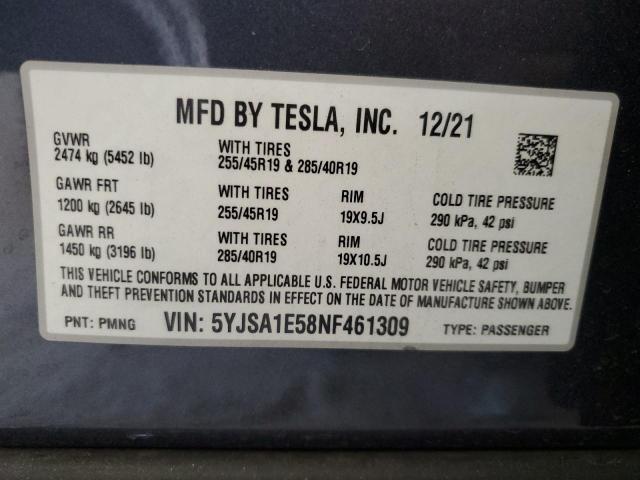 MFD BY TESLA, INC. 12/21
GVWR
2474 kg (5452 lb)
WITH TIRES
255/45R19 & 285/40R19
GAWR FRT
1200 kg (2645 lb)
WITH TIRES
255/45R19
RIM
19X9.5J
COLD TIRE PRESSURE
290 kPa, 42 psi
GAWR RR
1450 kg (3196 lb)
WITH TIRES
285/40R19
RIM
19X10.5J
COLD TIRE PRESSURE
290 kPa, 42 psi
THIS VEHICLE CONFORMS TO ALL APPLICABLE U.S. FEDERAL MOTOR VEHICLE SAFETY, BUMPER
AND THEFT PREVENTION STANDARDS IN EFFECT ON THE DATE OF MANUFACTURE SHOWN ABOVE.
PNT: PMNG VIN: 5YJSA1E58NF461309 TYPE: PASSENGER